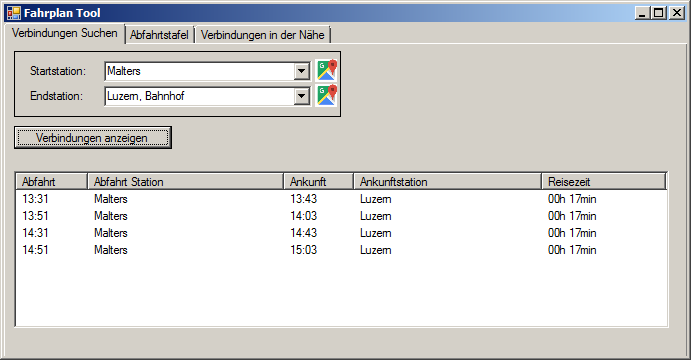 Fahrplan Tool
Verbindungen Suchen Abfahrtstafel Verbindungen in der Nähe
Startstation: Malters
Endstation: Luzern, Bahnhof
Verbindungen anzeigen
Abfahrt Abfahrt Station Ankunft Ankunftstation Reisezeit
13:31 Malters 13:43 Luzern 00h 17min
13:51 Malters 14:03 Luzern 00h 17min
14:31 Malters 14:43 Luzern 00h 17min
14:51 Malters 15:03 Luzern 00h 17min